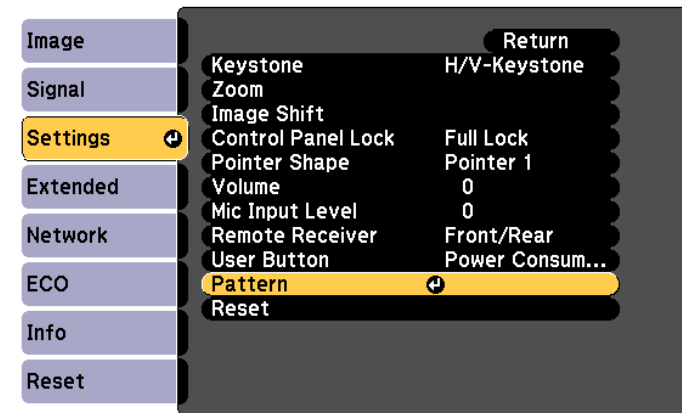 Image
Signal
Settings
Extended
Network
ECO
Info
Reset
Return
Keystone H/V-Keystone
Zoom
Image Shift
Control Panel Lock Full Lock
Pointer Shape Pointer 1
Volume 0
Mic Input Level 0
Remote Receiver Front/Rear
User Button Power Consum...
Pattern
Reset